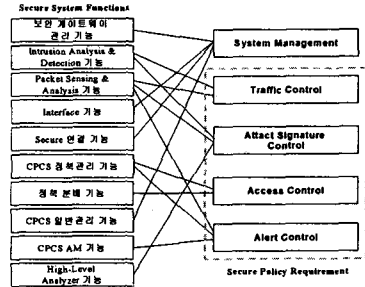 Secure System Functions
보안 게이트웨이
관리 기능
Intrusion Analysis &
Detection 기능
Packet Sensing &
Analysis 기능
Interface 기능
Secure 연결 기능
CPCS 정책관리 기능
정책 분배 기능
CPCS 일반관리 기능
CPCS AM 기능
High-Level
Analyzer 기능
System Management
Traffic Control
Attact Signature
Control
Access Control
Alert Control
Secure Policy Requirement